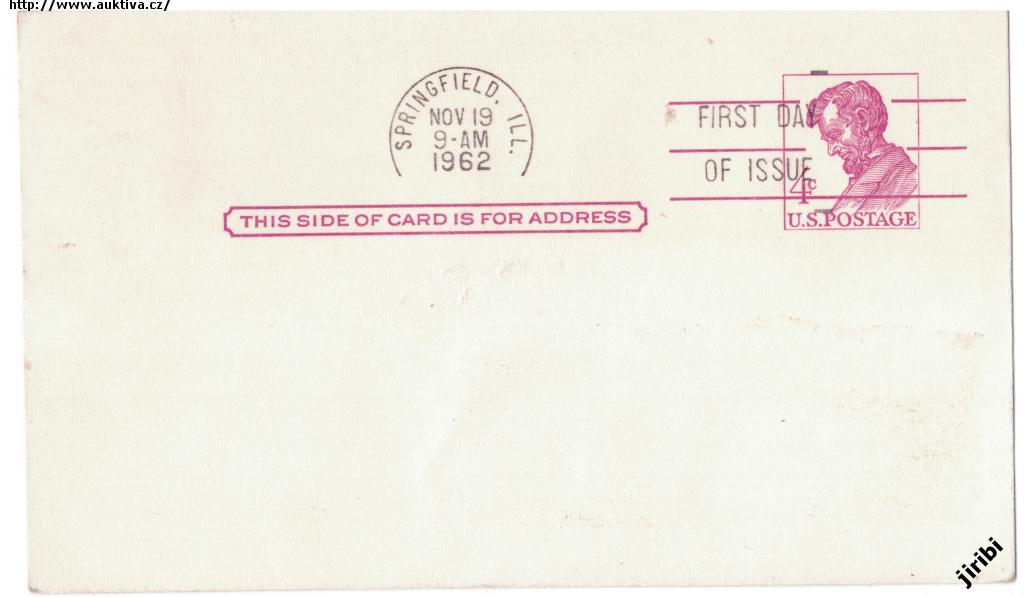 http://www.auktiva.cz/
SPRINGFIELD, ILL.
NOV 19
9-AM
1962
FIRST DAY
OF ISSUE
4c
U.S.POSTAGE
THIS SIDE OF CARD IS FOR ADDRESS
jiribi